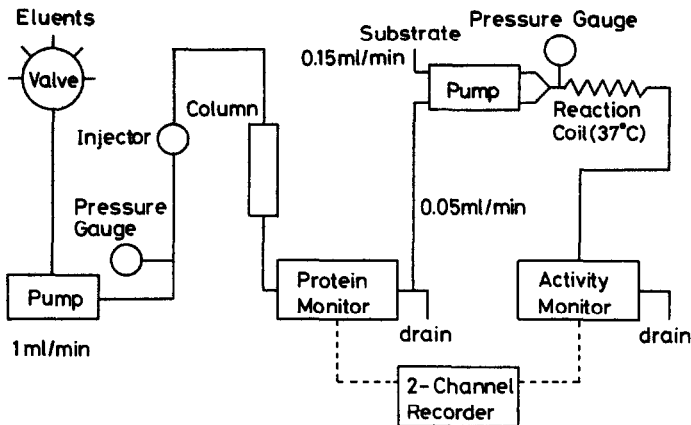 Eluents
Valve
Injector
Column
Pressure
Gauge
Pump
1ml/min
Protein
Monitor
drain
Substrate
0.15ml/min
Pump
Pressure Gauge
Reaction
Coil(37°C)
0.05ml/min
Activity
Monitor
drain
2-Channel
Recorder